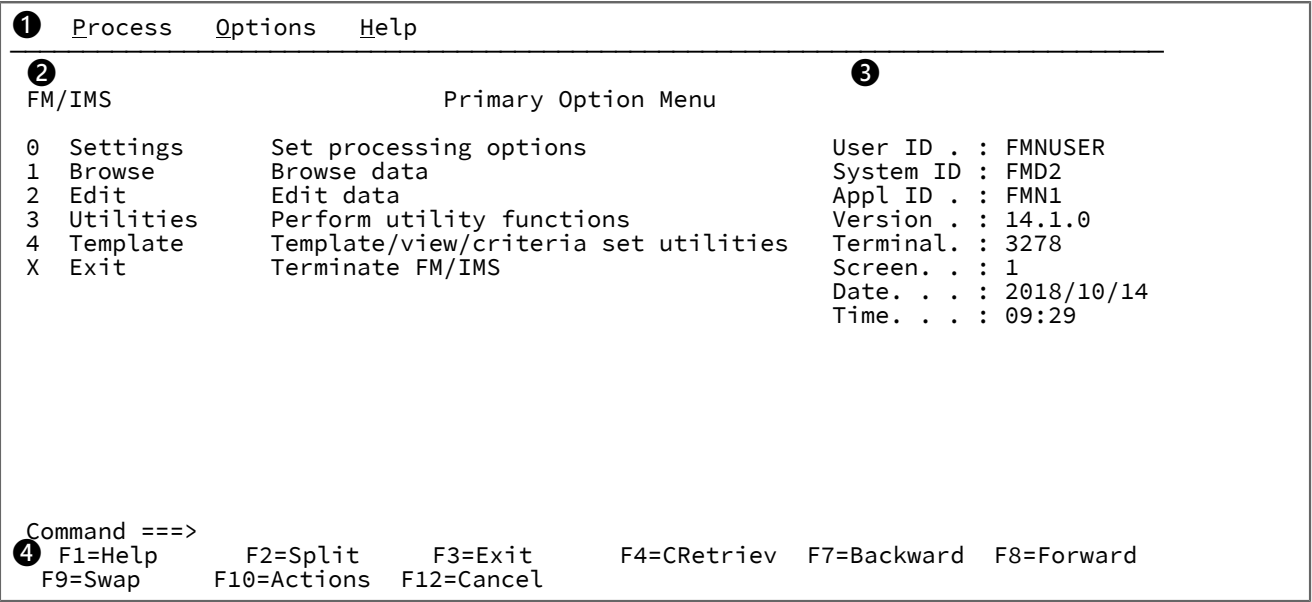 ❶ Process Options Help
❷ ❸
FM/IMS Primary Option Menu
0 Settings Set processing options User ID . : FMNUSER
1 Browse Browse data System ID : FMD2
2 Edit Edit data Appl ID . : FMN1
3 Utilities Perform utility functions Version . : 14.1.0
4 Template Template/view/criteria set utilities Terminal. : 3278
X Exit Terminate FM/IMS Screen. . : 1
Date. . . : 2018/10/14
Time. . . : 09:29
Command ===>
❹ F1=Help F2=Split F3=Exit F4=CRetriev F7=Backward F8=Forward
F9=Swap F10=Actions F12=Cancel